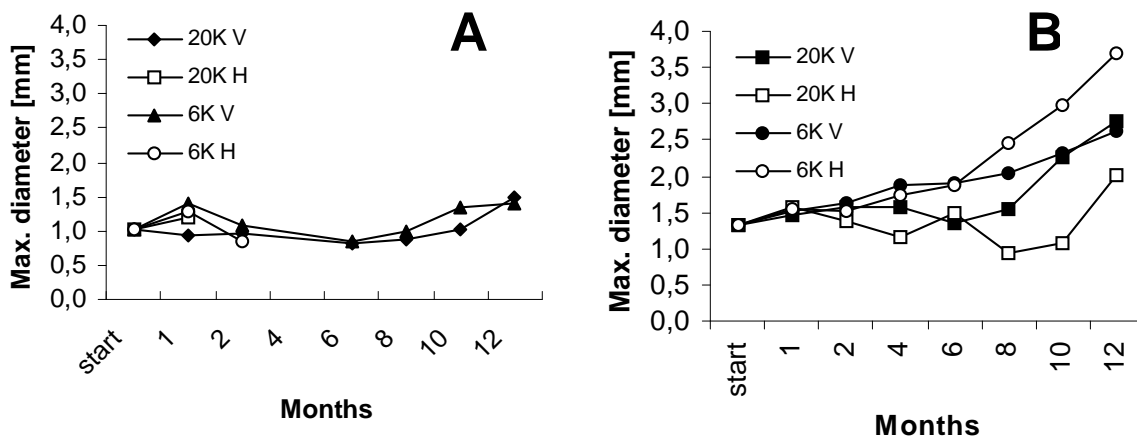 A
4,0
3,5
3,0
2,5
2,0
1,5
1,0
0,5
0,0
Max. diameter [mm]
20K V
20K H
6K V
6K H
start 1 2 4 6 8 10 12
Months
B
4,0
3,5
3,0
2,5
2,0
1,5
1,0
0,5
0,0
Max. diameter [mm]
20K V
20K H
6K V
6K H
start 1 2 4 6 8 10 12
Months